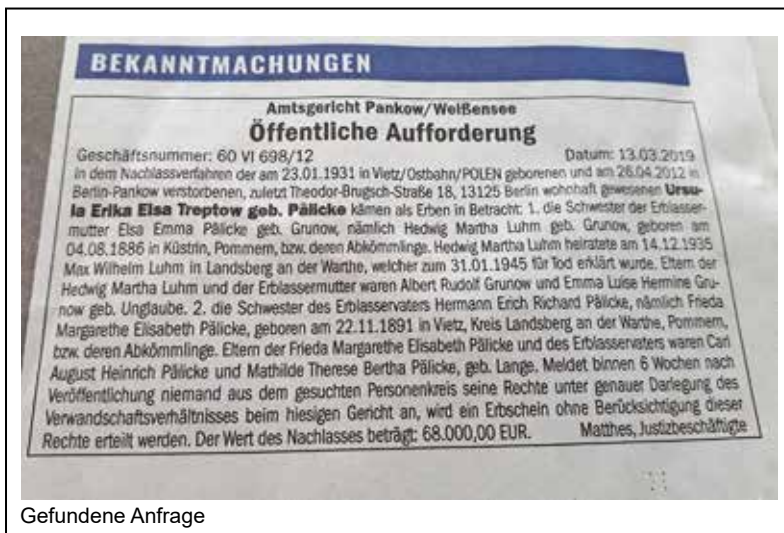 BEKANNTMACHUNGEN
Amtsgericht Pankow/Weißensee
Öffentliche Aufforderung
Geschäftsnummer: 60 VI 698/12 Datum: 13.03.2019
In dem Nachlassverfahren der am 23.01.1931 in Vietz/Ostbahn/POLEN geborenen und am 26.04.2012 in
Berlin-Pankow verstorbenen, zuletzt Theodor-Brugsch-Straße 18, 13125 Berlin wohnhaft gewesenen Ursu-
la Erika Elsa Treptow geb. Pälicke kämen als Erben in Betracht: 1. die Schwester der Erblasser-
mutter Elsa Emma Pälicke geb. Grunow, nämlich Hedwig Martha Luhm geb. Grunow, geboren am
04.08.1886 in Küstrin, Pommern, bzw. deren Abkömmlinge. Hedwig Martha Luhm heiratete am 14.12.1935
Max Wilhelm Luhm in Landsberg an der Warthe, welcher zum 31.01.1945 für Tod erklärt wurde. Eltern der
Hedwig Martha Luhm und der Erblassermutter waren Albert Rudolf Grunow und Emma Luise Hermine Gru-
now geb. Unglaube. 2. die Schwester des Erblasservaters Hermann Erich Richard Pälicke, nämlich Frieda
Margarethe Elisabeth Pälicke, geboren am 22.11.1891 in Vietz, Kreis Landsberg an der Warthe, Pommern,
bzw. deren Abkömmlinge. Eltern der Frieda Margarethe Elisabeth Pälicke und des Erblasservaters waren Carl
August Heinrich Pälicke und Mathilde Therese Bertha Pälicke, geb. Lange. Meldet binnen 6 Wochen nach
Veröffentlichung niemand aus dem gesuchten Personenkreis seine Rechte unter genauer Darlegung des
Verwandschaftsverhältnisses beim hiesigen Gericht an, wird ein Erbschein ohne Berücksichtigung dieser
Rechte erteilt werden. Der Wert des Nachlasses beträgt: 68.000,00 EUR. Matthes, Justizbeschäftigte
Gefundene Anfrage